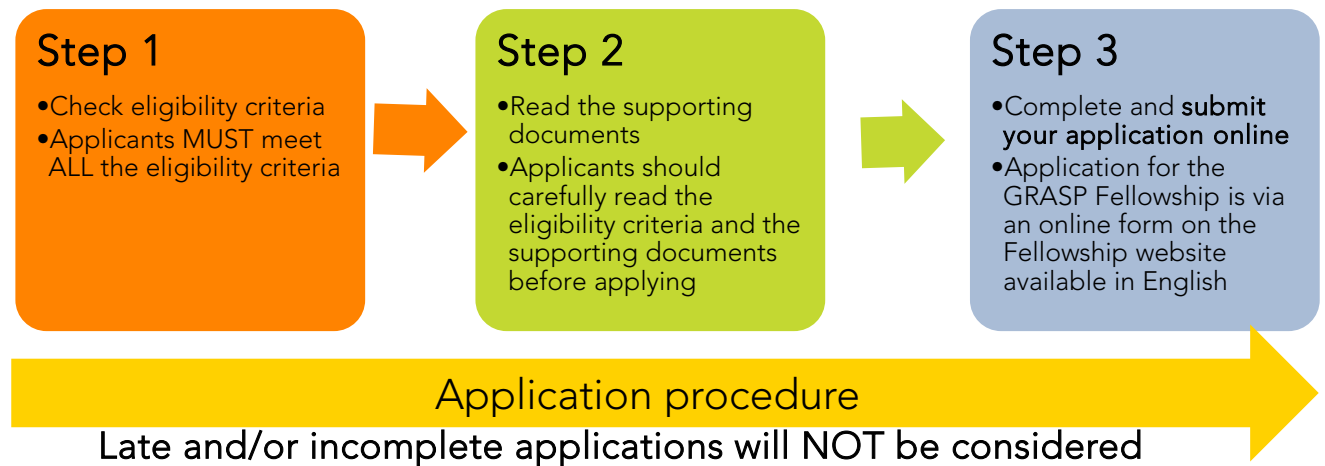 Step 1
•Check eligibility criteria
•Applicants MUST meet
ALL the eligibility criteria
Step 2
•Read the supporting
documents
•Applicants should
carefully read the
eligibility criteria and the
supporting documents
before applying
Step 3
•Complete and submit
your application online
•Application for the
GRASP Fellowship is via
an online form on the
Fellowship website
available in English
Application procedure
Late and/or incomplete applications will NOT be considered